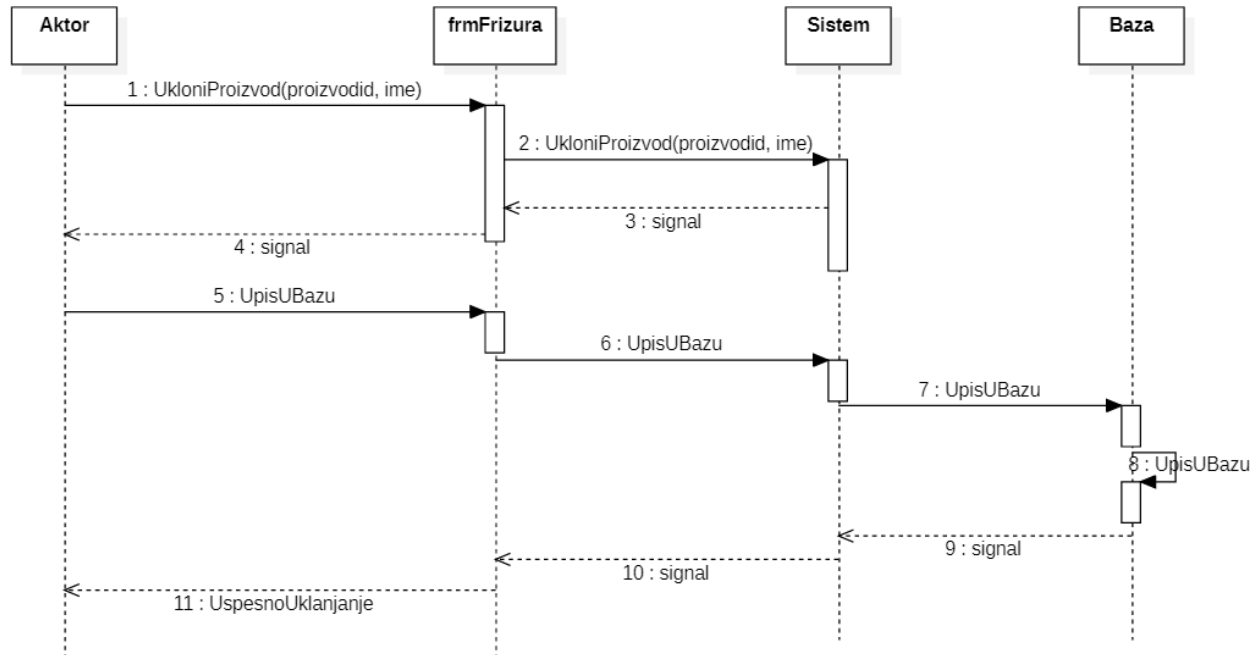 Aktor
frmFrizura
Sistem
Baza
1 : UkloniProizvod(proizvodid, ime)
2 : UkloniProizvod(proizvodid, ime)
3 : signal
4 : signal
5 : UpisUBazu
6 : UpisUBazu
7 : UpisUBazu
8 : UpisUBazu
9 : signal
10 : signal
11 : UspesnoUklanjanje